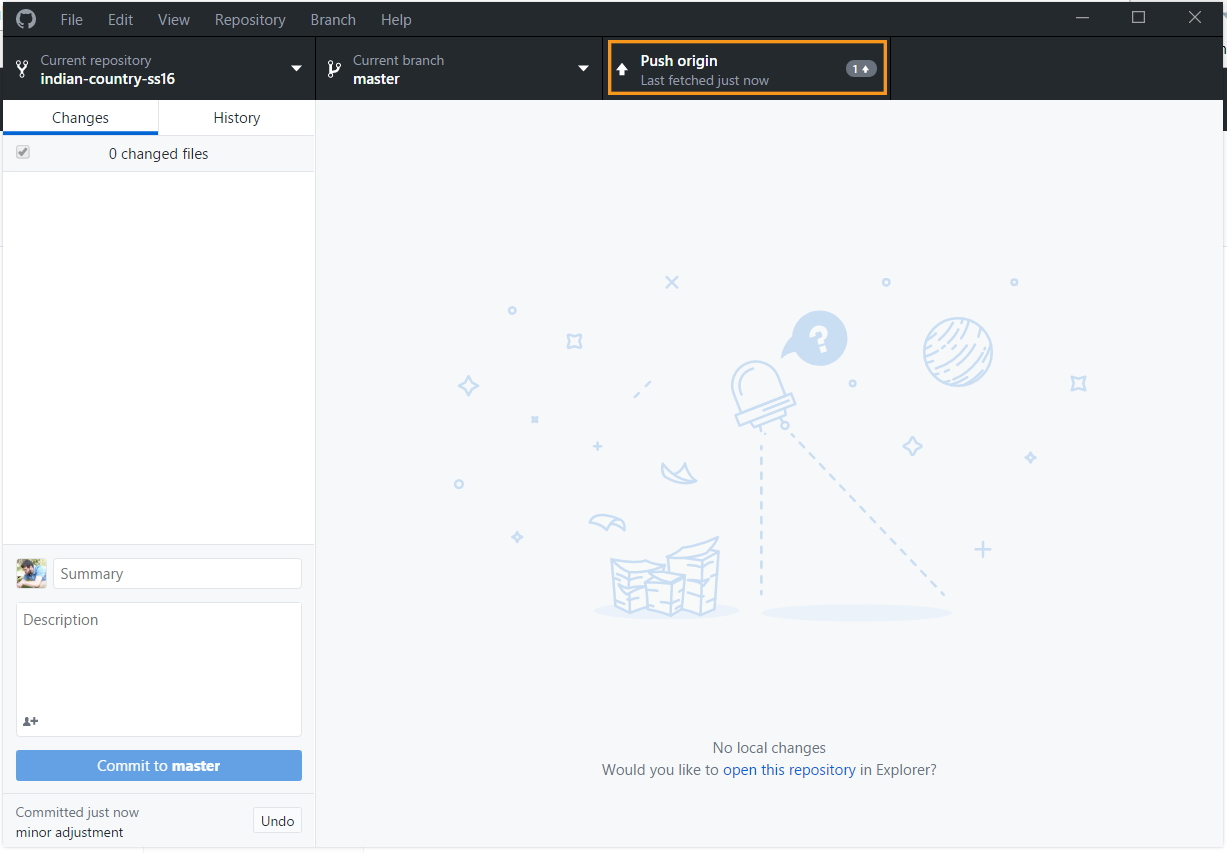 File Edit View Repository Branch Help
Current repository
indian-country-ss16
Current branch
master
Push origin
Last fetched just now
1
Changes
History
0 changed files
?
Summary
Description
Commit to master
Committed just now
minor adjustment
Undo
No local changes
Would you like to open this repository in Explorer?